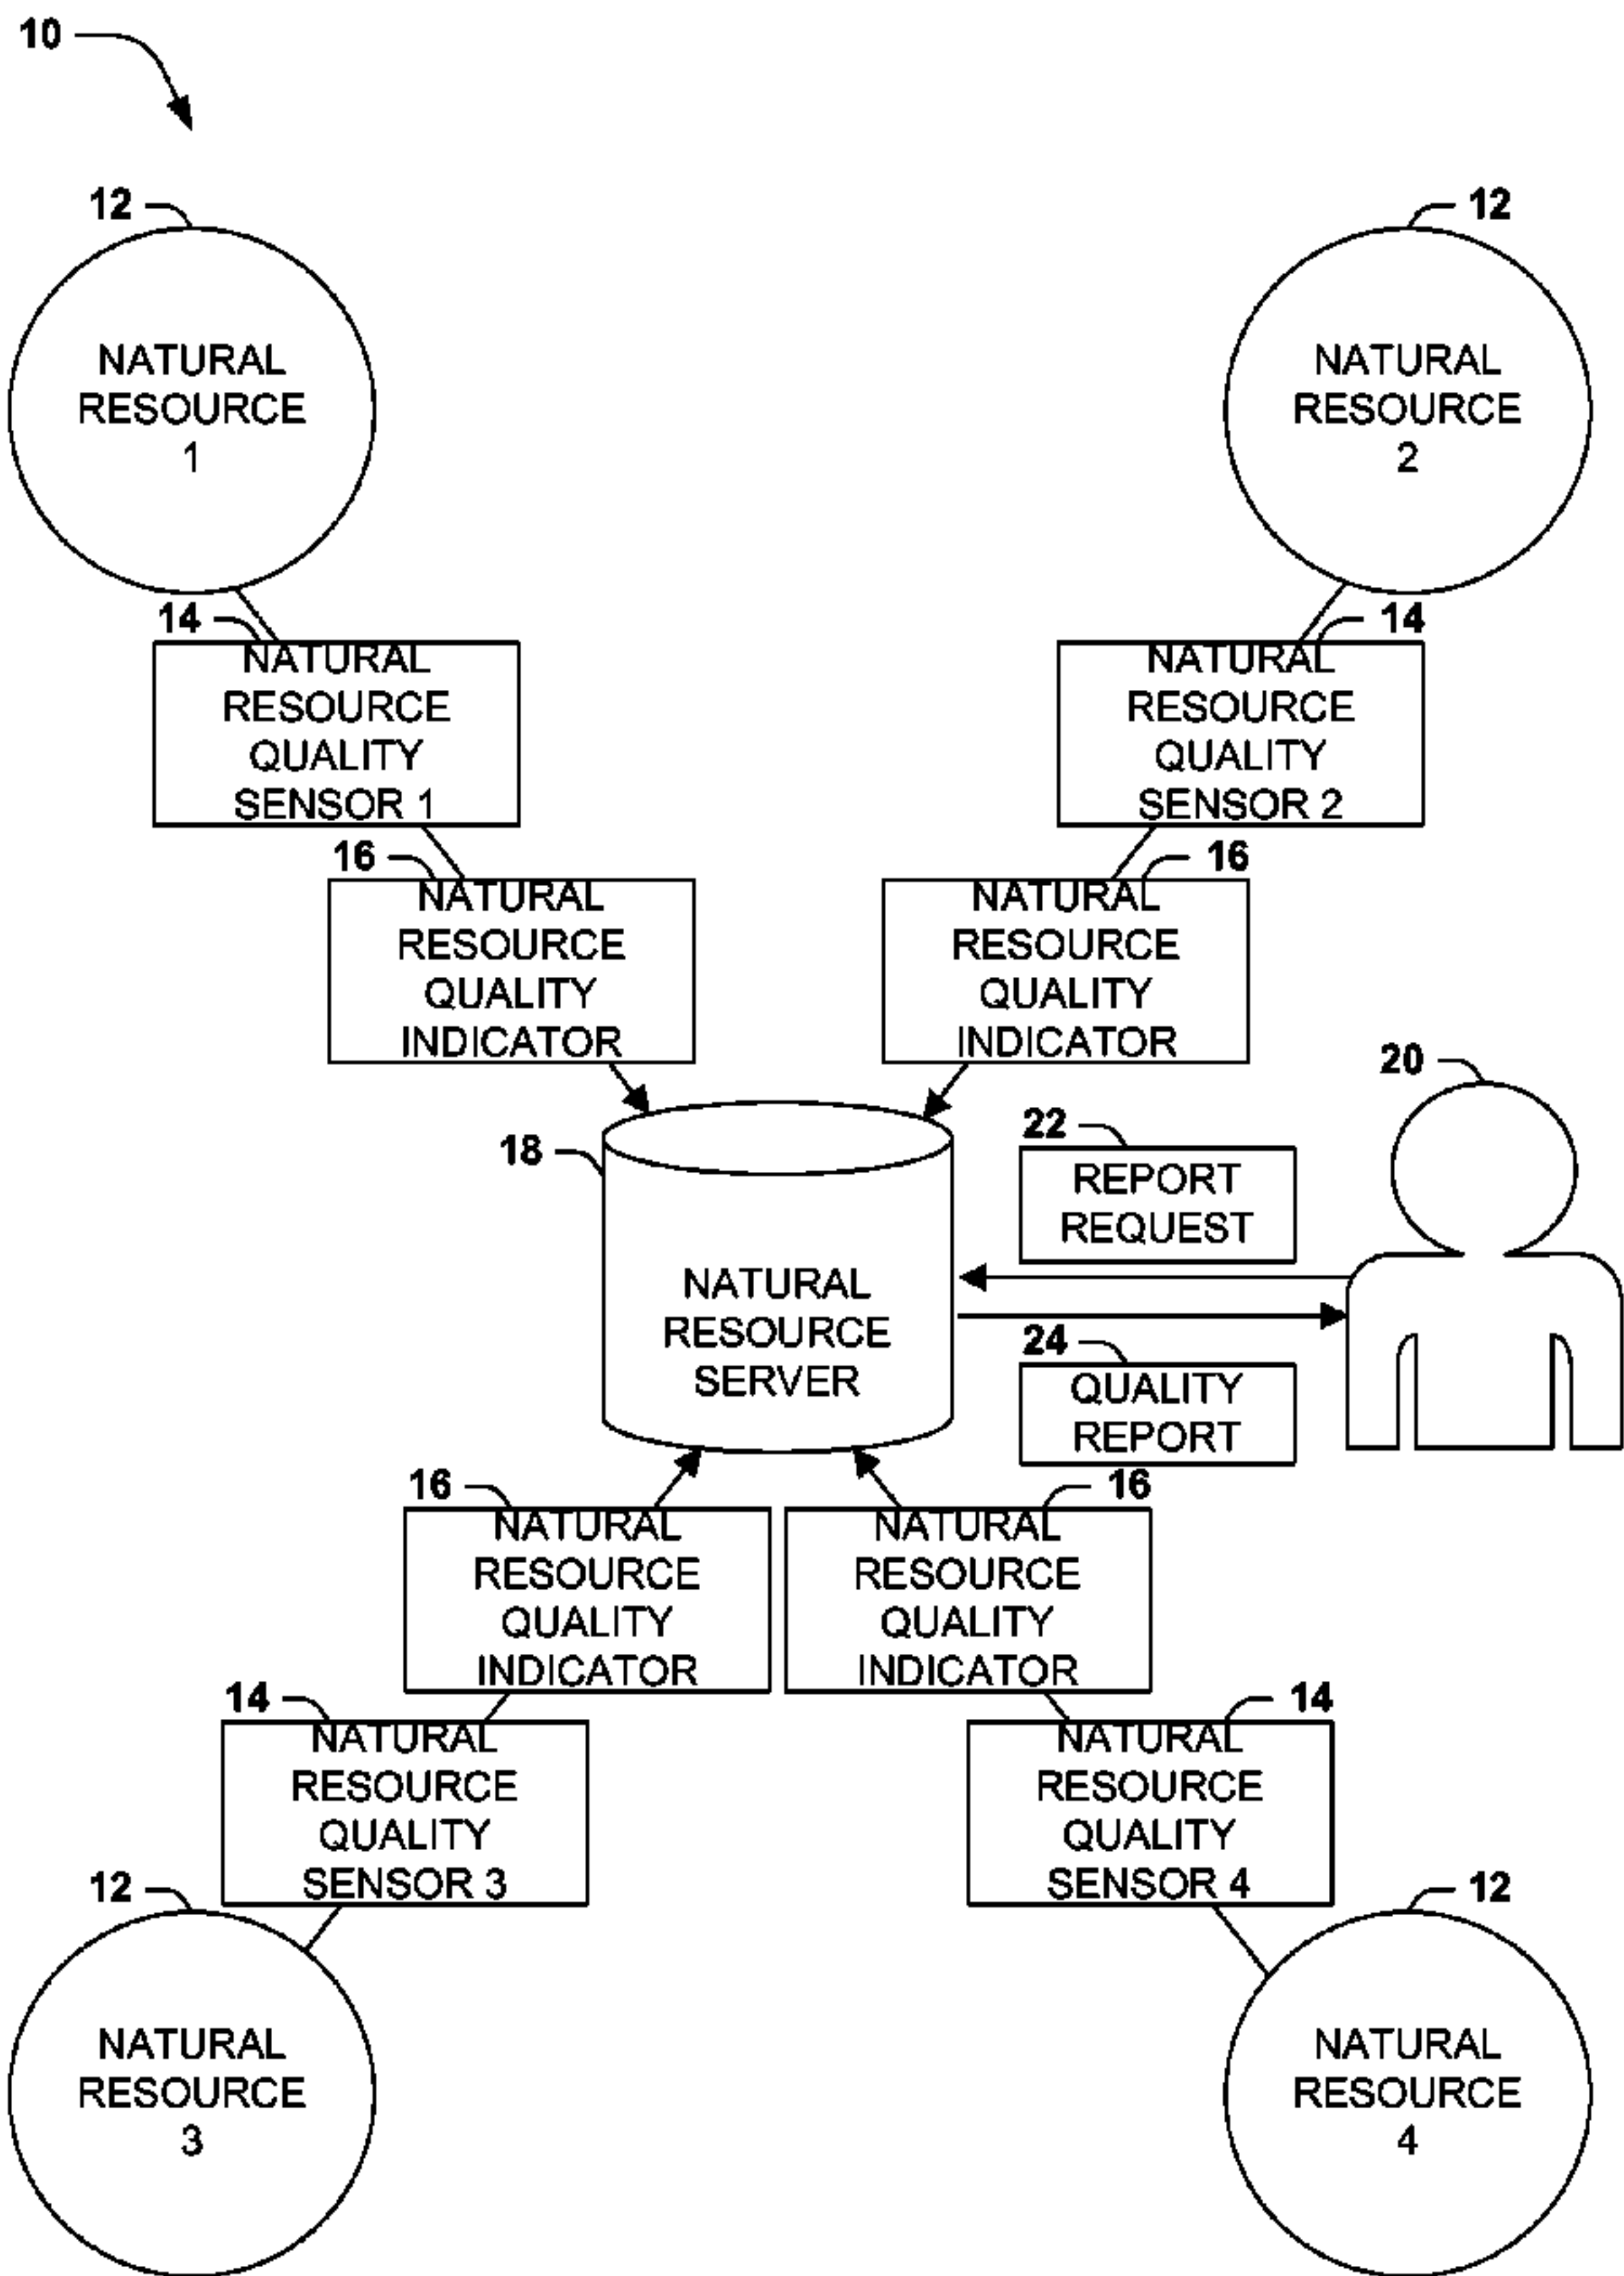 10
12
12
NATURAL
RESOURCE
1
NATURAL
RESOURCE
2
14
14
NATURAL
RESOURCE
QUALITY
SENSOR 1
NATURAL
RESOURCE
QUALITY
SENSOR 2
16
16
NATURAL
RESOURCE
QUALITY
INDICATOR
NATURAL
RESOURCE
QUALITY
INDICATOR
20
18
22
REPORT
REQUEST
NATURAL
RESOURCE
SERVER
24
QUALITY
REPORT
16
16
NATURAL
RESOURCE
QUALITY
INDICATOR
NATURAL
RESOURCE
QUALITY
INDICATOR
14
14
NATURAL
RESOURCE
QUALITY
SENSOR 3
NATURAL
RESOURCE
QUALITY
SENSOR 4
12
12
NATURAL
RESOURCE
3
NATURAL
RESOURCE
4